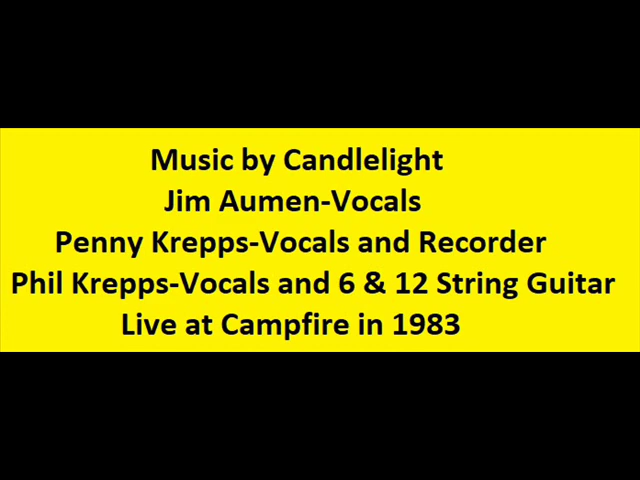 Music by Candlelight
Jim Aumen-Vocals
Penny Krepps-Vocals and Recorder
Phil Krepps-Vocals and 6 & 12 String Guitar
Live at Campfire in 1983